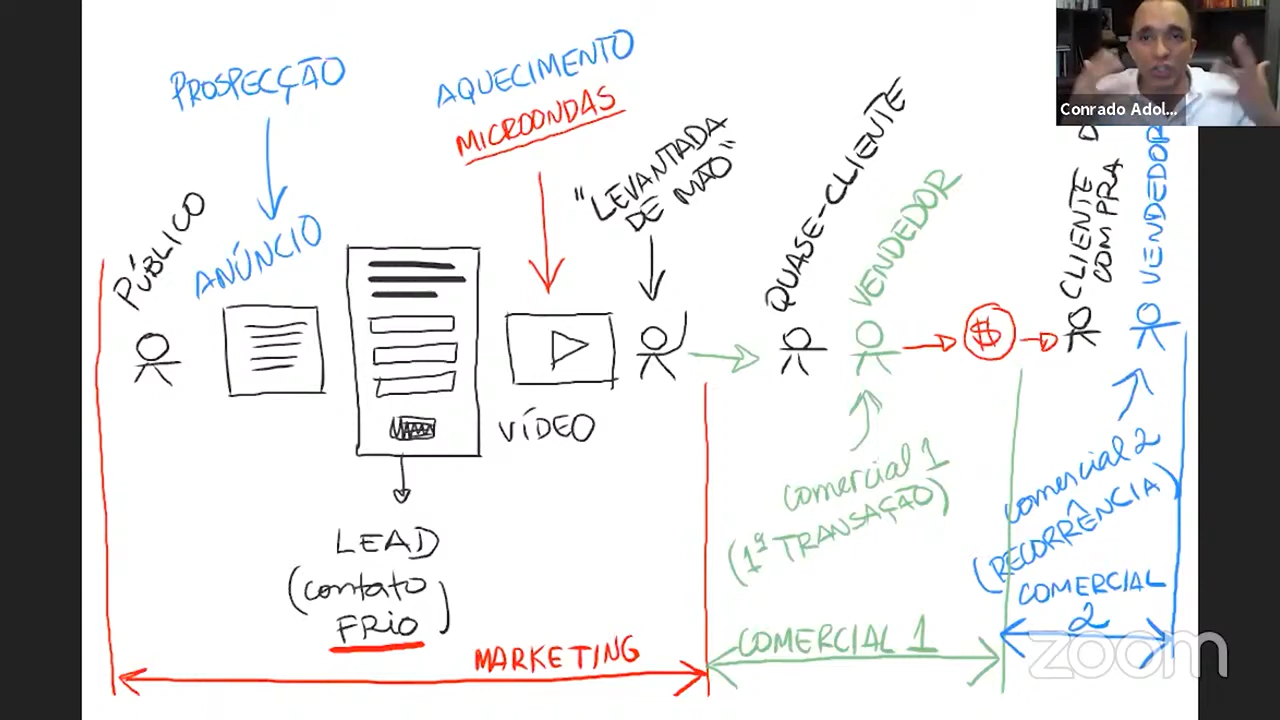 PROSPECÇÃO
AQUECIMENTO
MICROONDAS
"LEVANTADA
DE MÃO"
PÚBLICO
ANÚNCIO
VÍDEO
LEAD
(contato
FRIO)
QUASE-CLIENTE
VENDEDOR
$
CLIENTE D
COMPRA
VENDEDOR
comercial 1
(1ª TRANSAÇÃO)
comercial 2
(RECORRÊNCIA)
MARKETING
COMERCIAL 1
COMERCIAL
2
Conrado Adol...
zoom